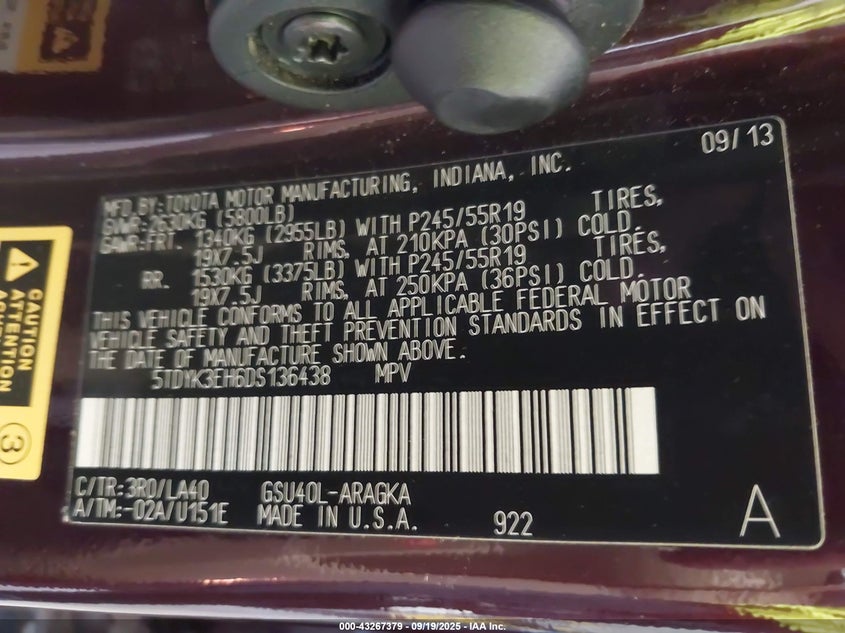 09/13
MFD BY: TOYOTA MOTOR MANUFACTURING, INDIANA, INC.
GVWR: 2630KG (5800LB)
GAWR:FRT. 1340KG (2955LB) WITH P245/55R19 TIRES,
19X7.5J RIMS, AT 210KPA (30PSI) COLD.
RR. 1530KG (3375LB) WITH P245/55R19 TIRES,
19X7.5J RIMS, AT 250KPA (36PSI) COLD.
THIS VEHICLE CONFORMS TO ALL APPLICABLE FEDERAL MOTOR
VEHICLE SAFETY AND THEFT PREVENTION STANDARDS IN EFFECT ON
THE DATE OF MANUFACTURE SHOWN ABOVE.
5TDYK3EH6DS136438 MPV
C/TR:3R0/LA40 GSU40L-ARAGKA
A/TM:-02A/U151E MADE IN U.S.A. 922 A
CAUTION
ATTENTION
3
000-43267379 - 09/19/2025 - IAA Inc.